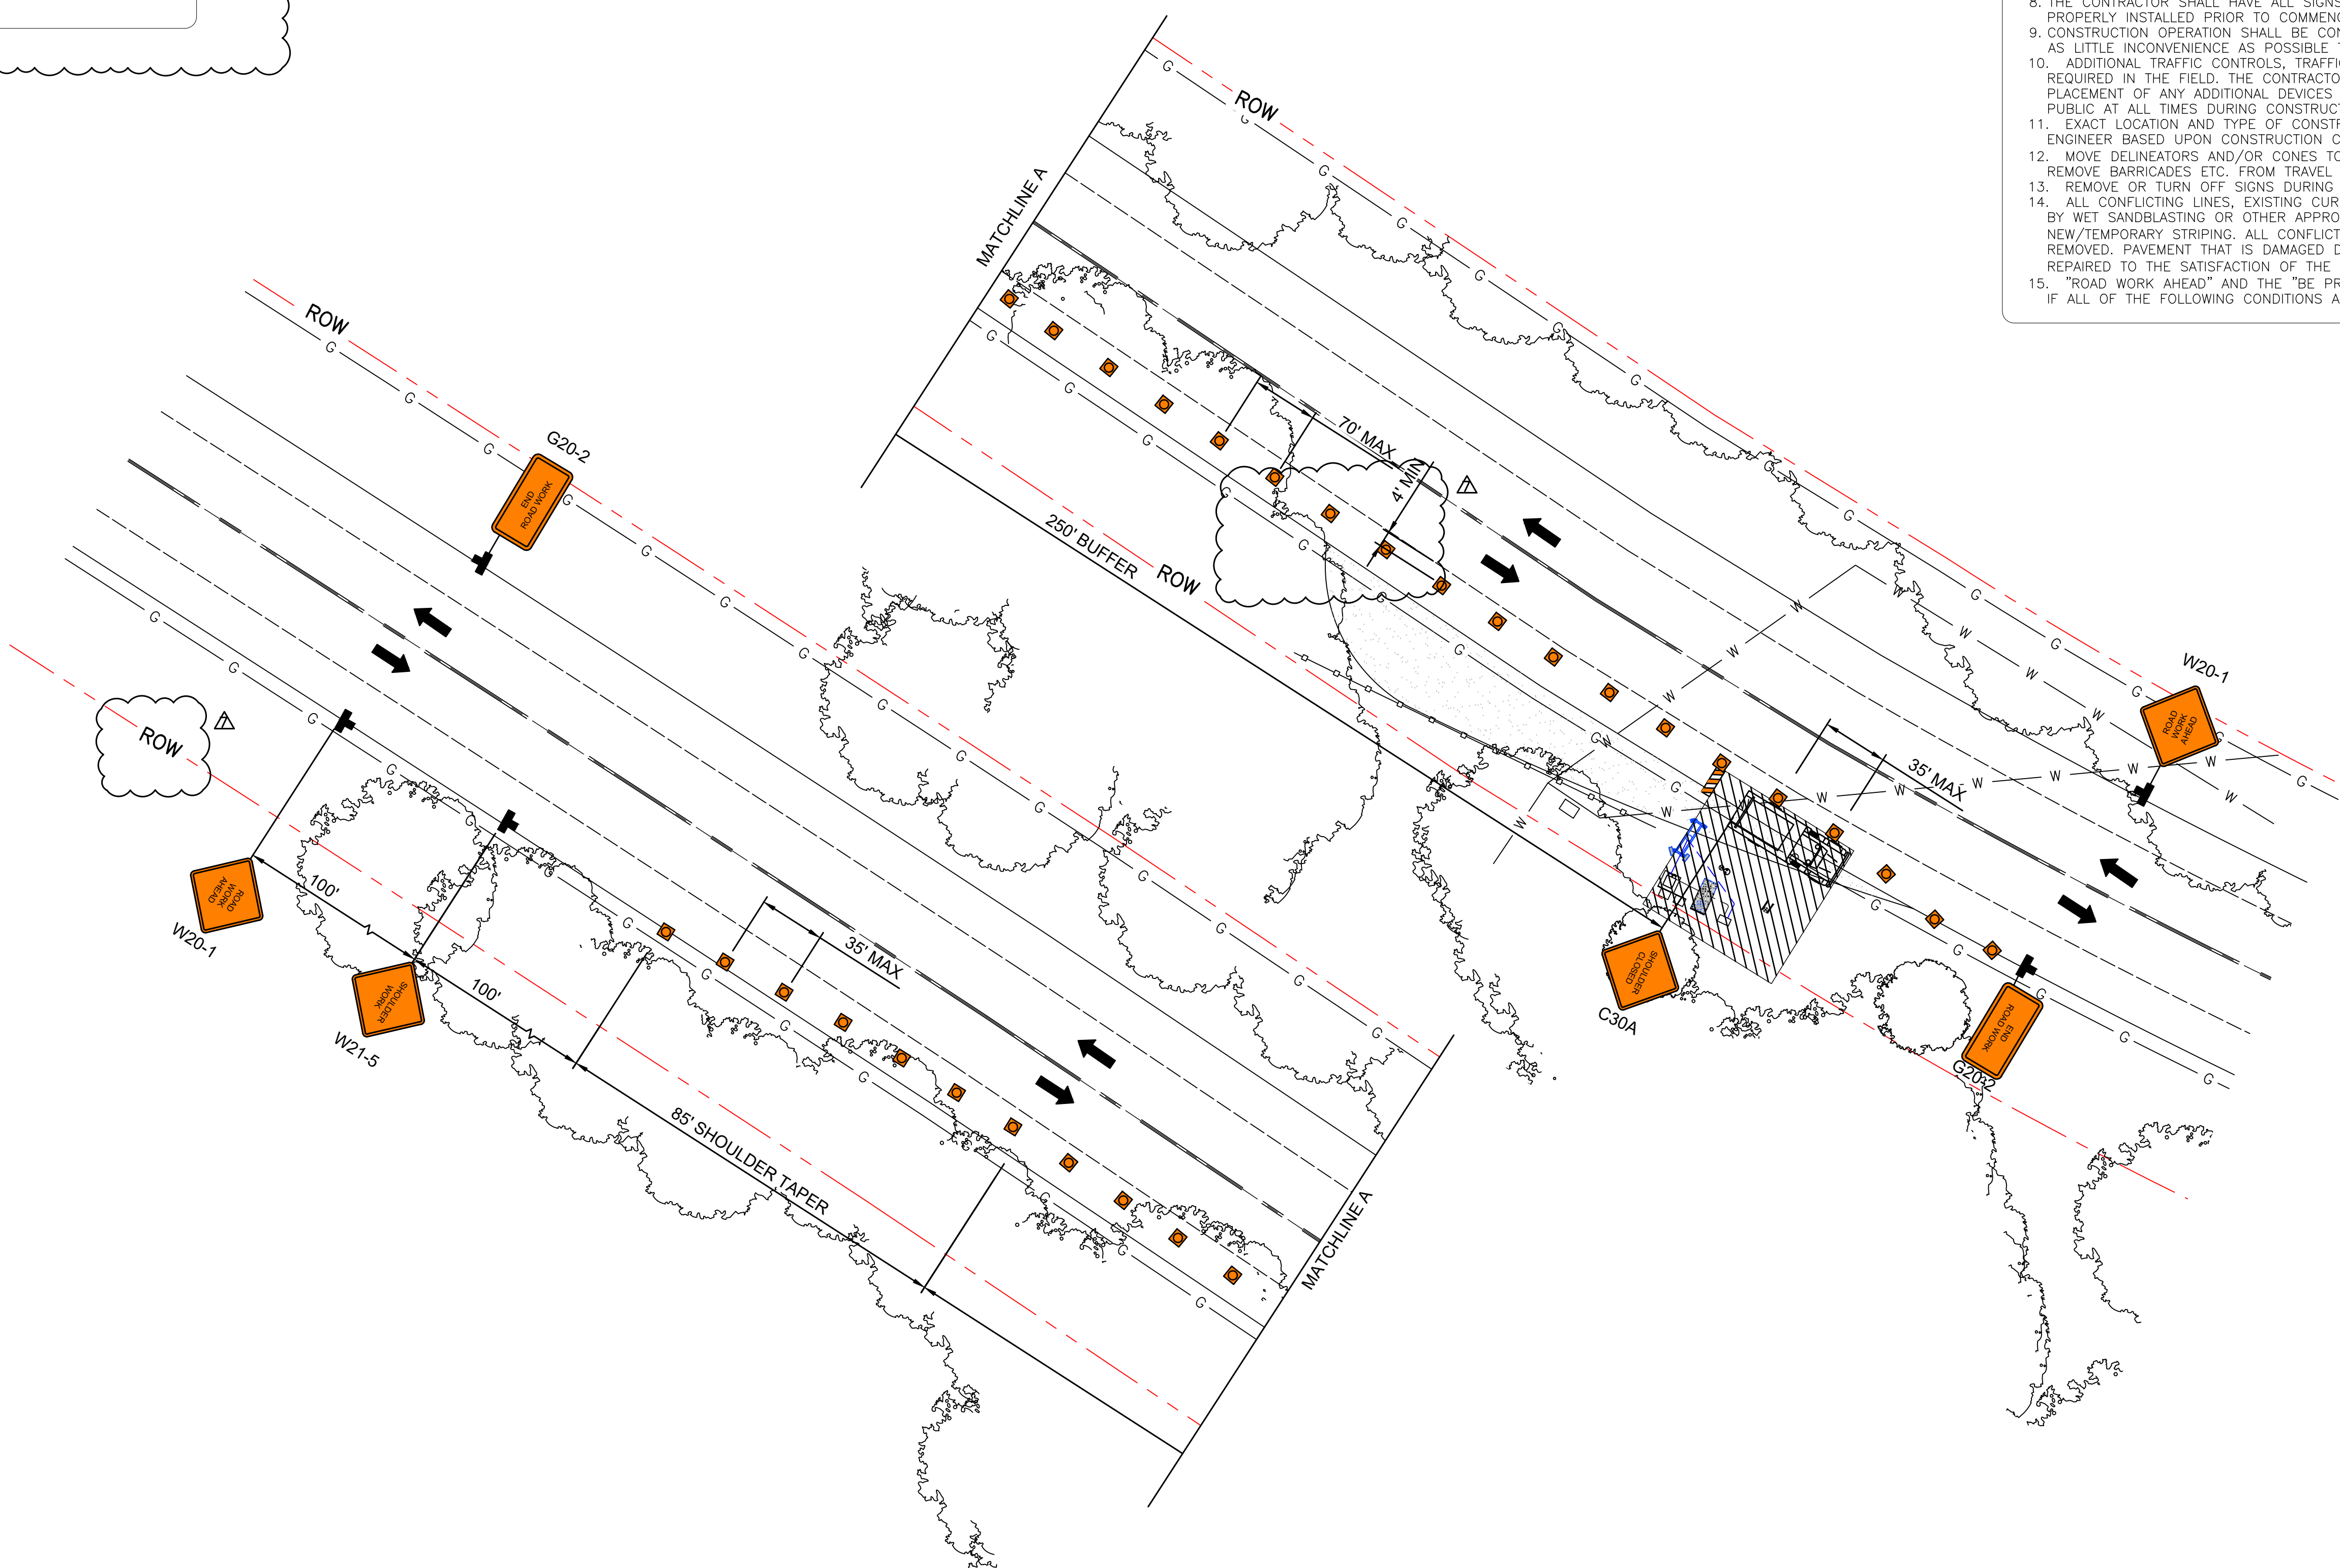 8. THE CONTRACTOR SHALL HAVE ALL SIGNS
PROPERLY INSTALLED PRIOR TO COMMENC
9. CONSTRUCTION OPERATION SHALL BE CON
AS LITTLE INCONVENIENCE AS POSSIBLE T
10. ADDITIONAL TRAFFIC CONTROLS, TRAFFIC
REQUIRED IN THE FIELD. THE CONTRACTO
PLACEMENT OF ANY ADDITIONAL DEVICES
PUBLIC AT ALL TIMES DURING CONSTRUCT
11. EXACT LOCATION AND TYPE OF CONSTR
ENGINEER BASED UPON CONSTRUCTION C
12. MOVE DELINEATORS AND/OR CONES TO
REMOVE BARRICADES ETC. FROM TRAVEL
13. REMOVE OR TURN OFF SIGNS DURING
14. ALL CONFLICTING LINES, EXISTING CUR
BY WET SANDBLASTING OR OTHER APPRO
NEW/TEMPORARY STRIPING. ALL CONFLICT
REMOVED. PAVEMENT THAT IS DAMAGED D
REPAIRED TO THE SATISFACTION OF THE
15. "ROAD WORK AHEAD" AND THE "BE PR
IF ALL OF THE FOLLOWING CONDITIONS A
ROW
MATCHLINE A
70' MAX
4' MIN
7
250' BUFFER
ROW
35' MAX
W20-1
ROAD
WORK
AHEAD
SHOULDER
CLOSED
C30A
END
ROAD WORK
G20-2
ROW
G20-2
END
ROAD WORK
ROW
7
ROAD
WORK
AHEAD
W20-1
100'
SHOULDER
WORK
W21-5
100'
35' MAX
85' SHOULDER TAPER
MATCHLINE A